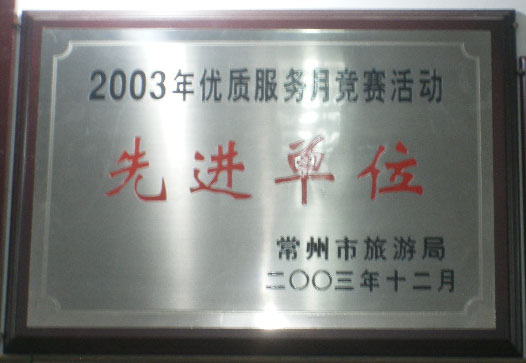 2003年优质服务月竞赛活动
先进单位
常州市旅游局
二〇〇三年十二月